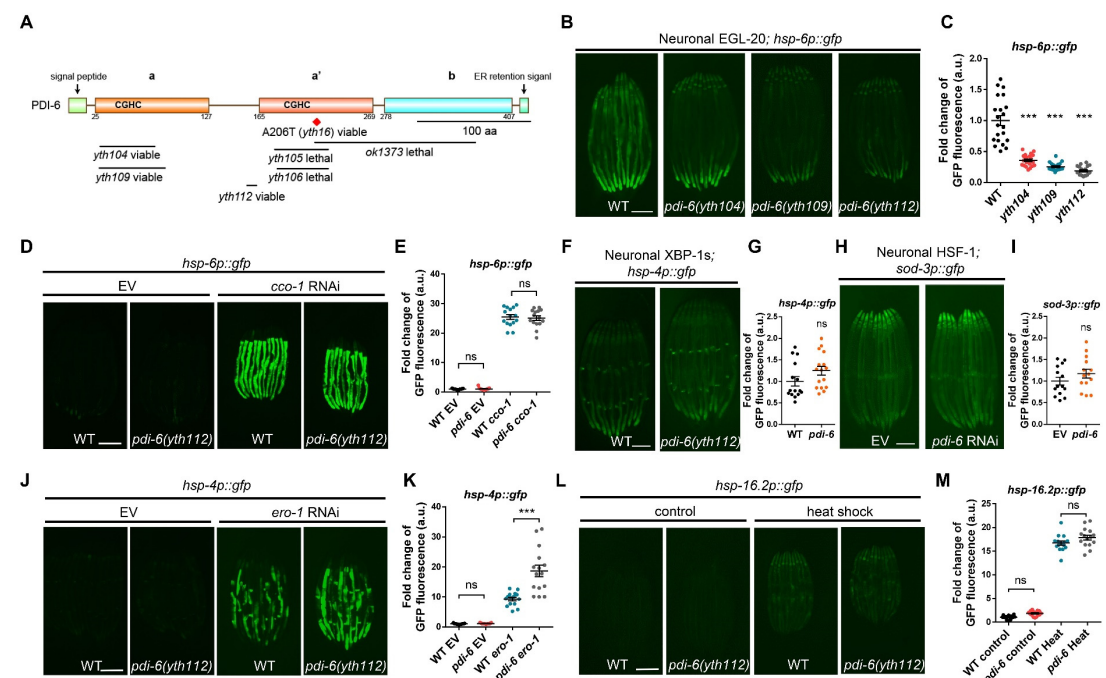 A
signal peptide
a
a'
b
ER retention siganl
PDI-6
CGHC
CGHC
25
127
165
269
278
407
A206T (yth16) viable
100 aa
ok1373 lethal
yth104 viable
yth105 lethal
yth109 viable
yth106 lethal
yth112 viable
B
Neuronal EGL-20; hsp-6p::gfp
WT
pdi-6(yth104)
pdi-6(yth109)
pdi-6(yth112)
C
hsp-6p::gfp
Fold change of
GFP fluorescence (a.u.)
2.0
1.5
1.0
0.5
0.0
***
***
***
WT
yth104
yth109
yth112
D
hsp-6p::gfp
EV
cco-1 RNAi
WT
pdi-6(yth112)
WT
pdi-6(yth112)
E
hsp-6p::gfp
Fold change of
GFP fluorescence (a.u.)
40
30
20
10
0
ns
ns
WT EV
pdi-6 EV
WT cco-1
pdi-6 cco-1
F
Neuronal XBP-1s;
hsp-4p::gfp
WT
pdi-6(yth112)
G
hsp-4p::gfp
Fold change of
GFP fluorescence (a.u.)
2.5
2.0
1.5
1.0
0.5
0.0
ns
WT
pdi-6
H
Neuronal HSF-1;
sod-3p::gfp
EV
pdi-6 RNAi
I
sod-3p::gfp
Fold change of
GFP fluorescence (a.u.)
2.5
2.0
1.5
1.0
0.5
0.0
ns
EV
pdi-6
J
hsp-4p::gfp
EV
ero-1 RNAi
WT
pdi-6(yth112)
WT
pdi-6(yth112)
K
hsp-4p::gfp
Fold change of
GFP fluorescence (a.u.)
40
30
20
10
0
ns
***
WT EV
pdi-6 EV
WT ero-1
pdi-6 ero-1
L
hsp-16.2p::gfp
control
heat shock
WT
pdi-6(yth112)
WT
pdi-6(yth112)
M
hsp-16.2p::gfp
Fold change of
GFP fluorescence (a.u.)
25
20
15
10
5
0
ns
ns
WT control
pdi-6 control
WT Heat
pdi-6 Heat